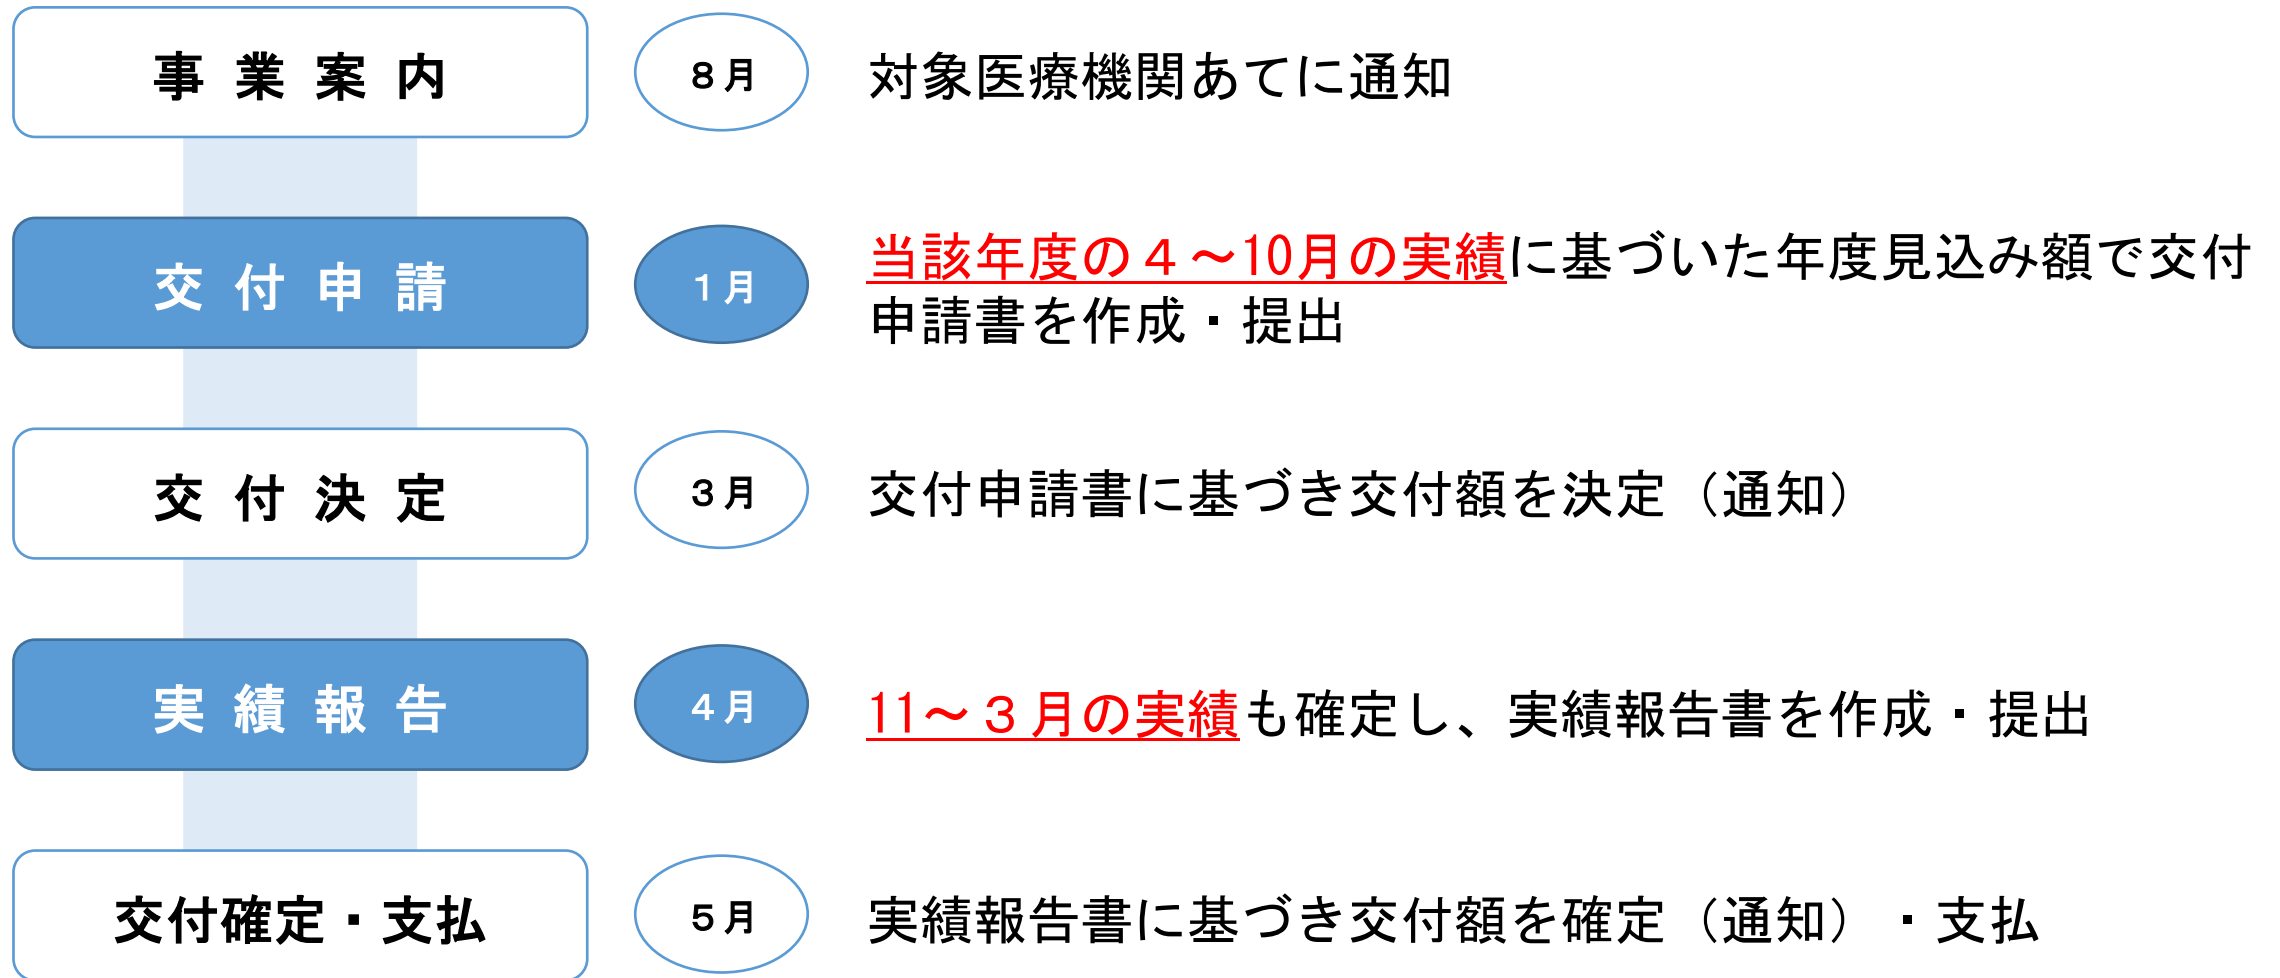 事業案内
８月
対象医療機関あてに通知
交付申請
１月
当該年度の４～10月の実績に基づいた年度見込み額で交付
申請書を作成・提出
交付決定
３月
交付申請書に基づき交付額を決定（通知）
実績報告
４月
11～３月の実績も確定し、実績報告書を作成・提出
交付確定・支払
５月
実績報告書に基づき交付額を確定（通知）・支払